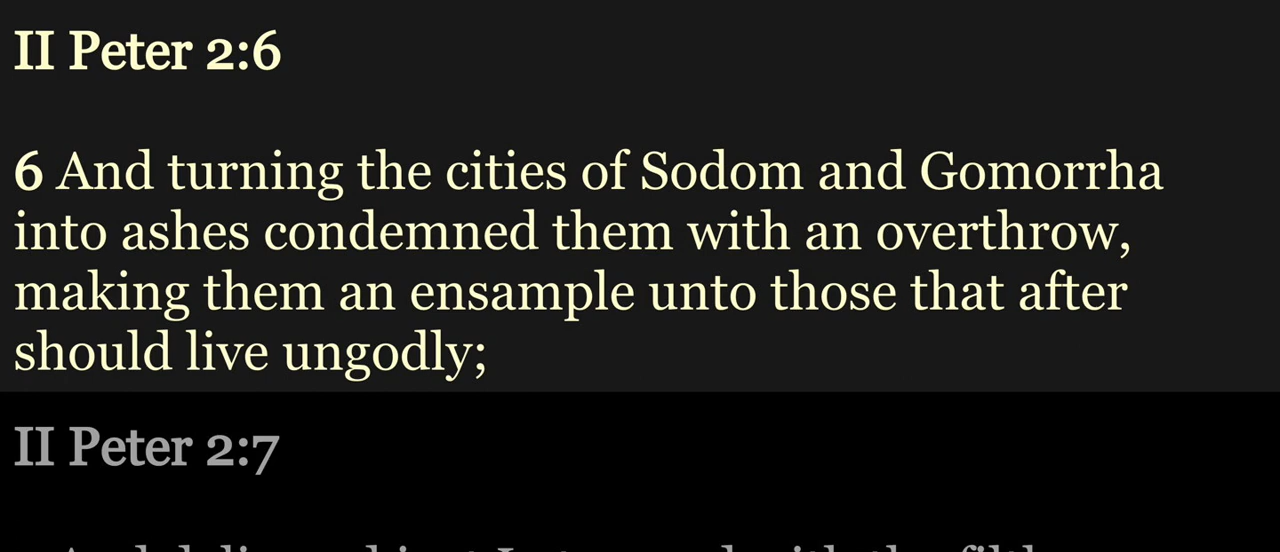 II Peter 2:6
6 And turning the cities of Sodom and Gomorrha
into ashes condemned them with an overthrow,
making them an ensample unto those that after
should live ungodly;
II Peter 2:7